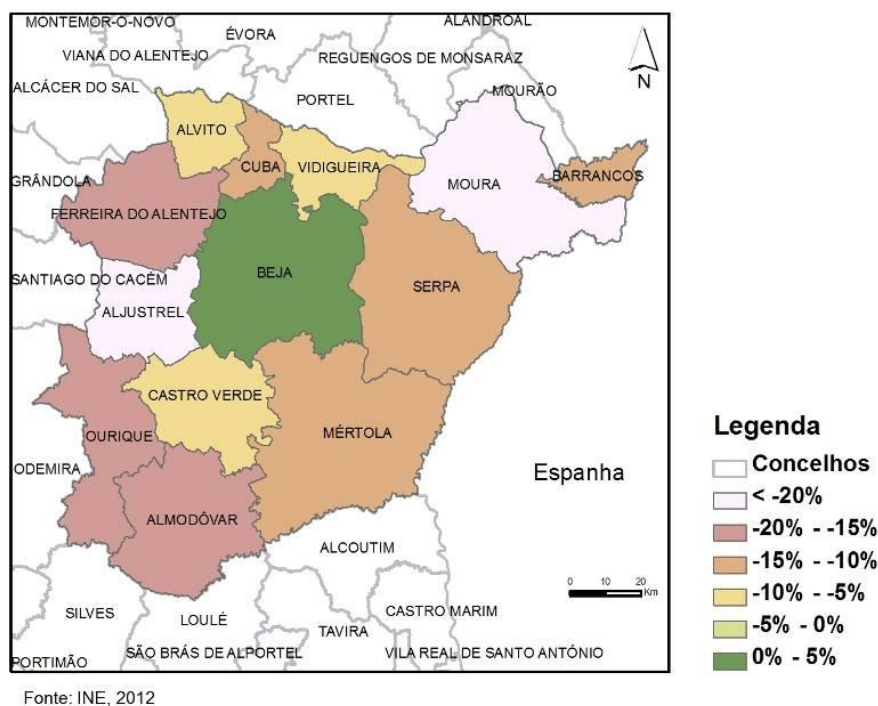 MONTEMOR-O-NOVO
ÉVORA
ALANDROAL
VIANA DO ALENTEJO
REGUENGOS DE MONSARAZ
ALCÁCER DO SAL
PORTEL
MOURÃO
N
ALVITO
CUBA
VIDIGUEIRA
MOURA
BARRANCOS
GRÂNDOLA
FERREIRA DO ALENTEJO
BEJA
SERPA
SANTIAGO DO CACÉM
ALJUSTREL
CASTRO VERDE
OURIQUE
MÉRTOLA
ODEMIRA
Espanha
ALMODÔVAR
ALCOUTIM
0 10 20
Km
SILVES
LOULÉ
CASTRO MARIM
TAVIRA
PORTIMÃO
SÃO BRÁS DE ALPORTEL
VILA REAL DE SANTO ANTÓNIO
Legenda
Concelhos
< -20%
-20% - -15%
-15% - -10%
-10% - -5%
-5% - 0%
0% - 5%
Fonte: INE, 2012